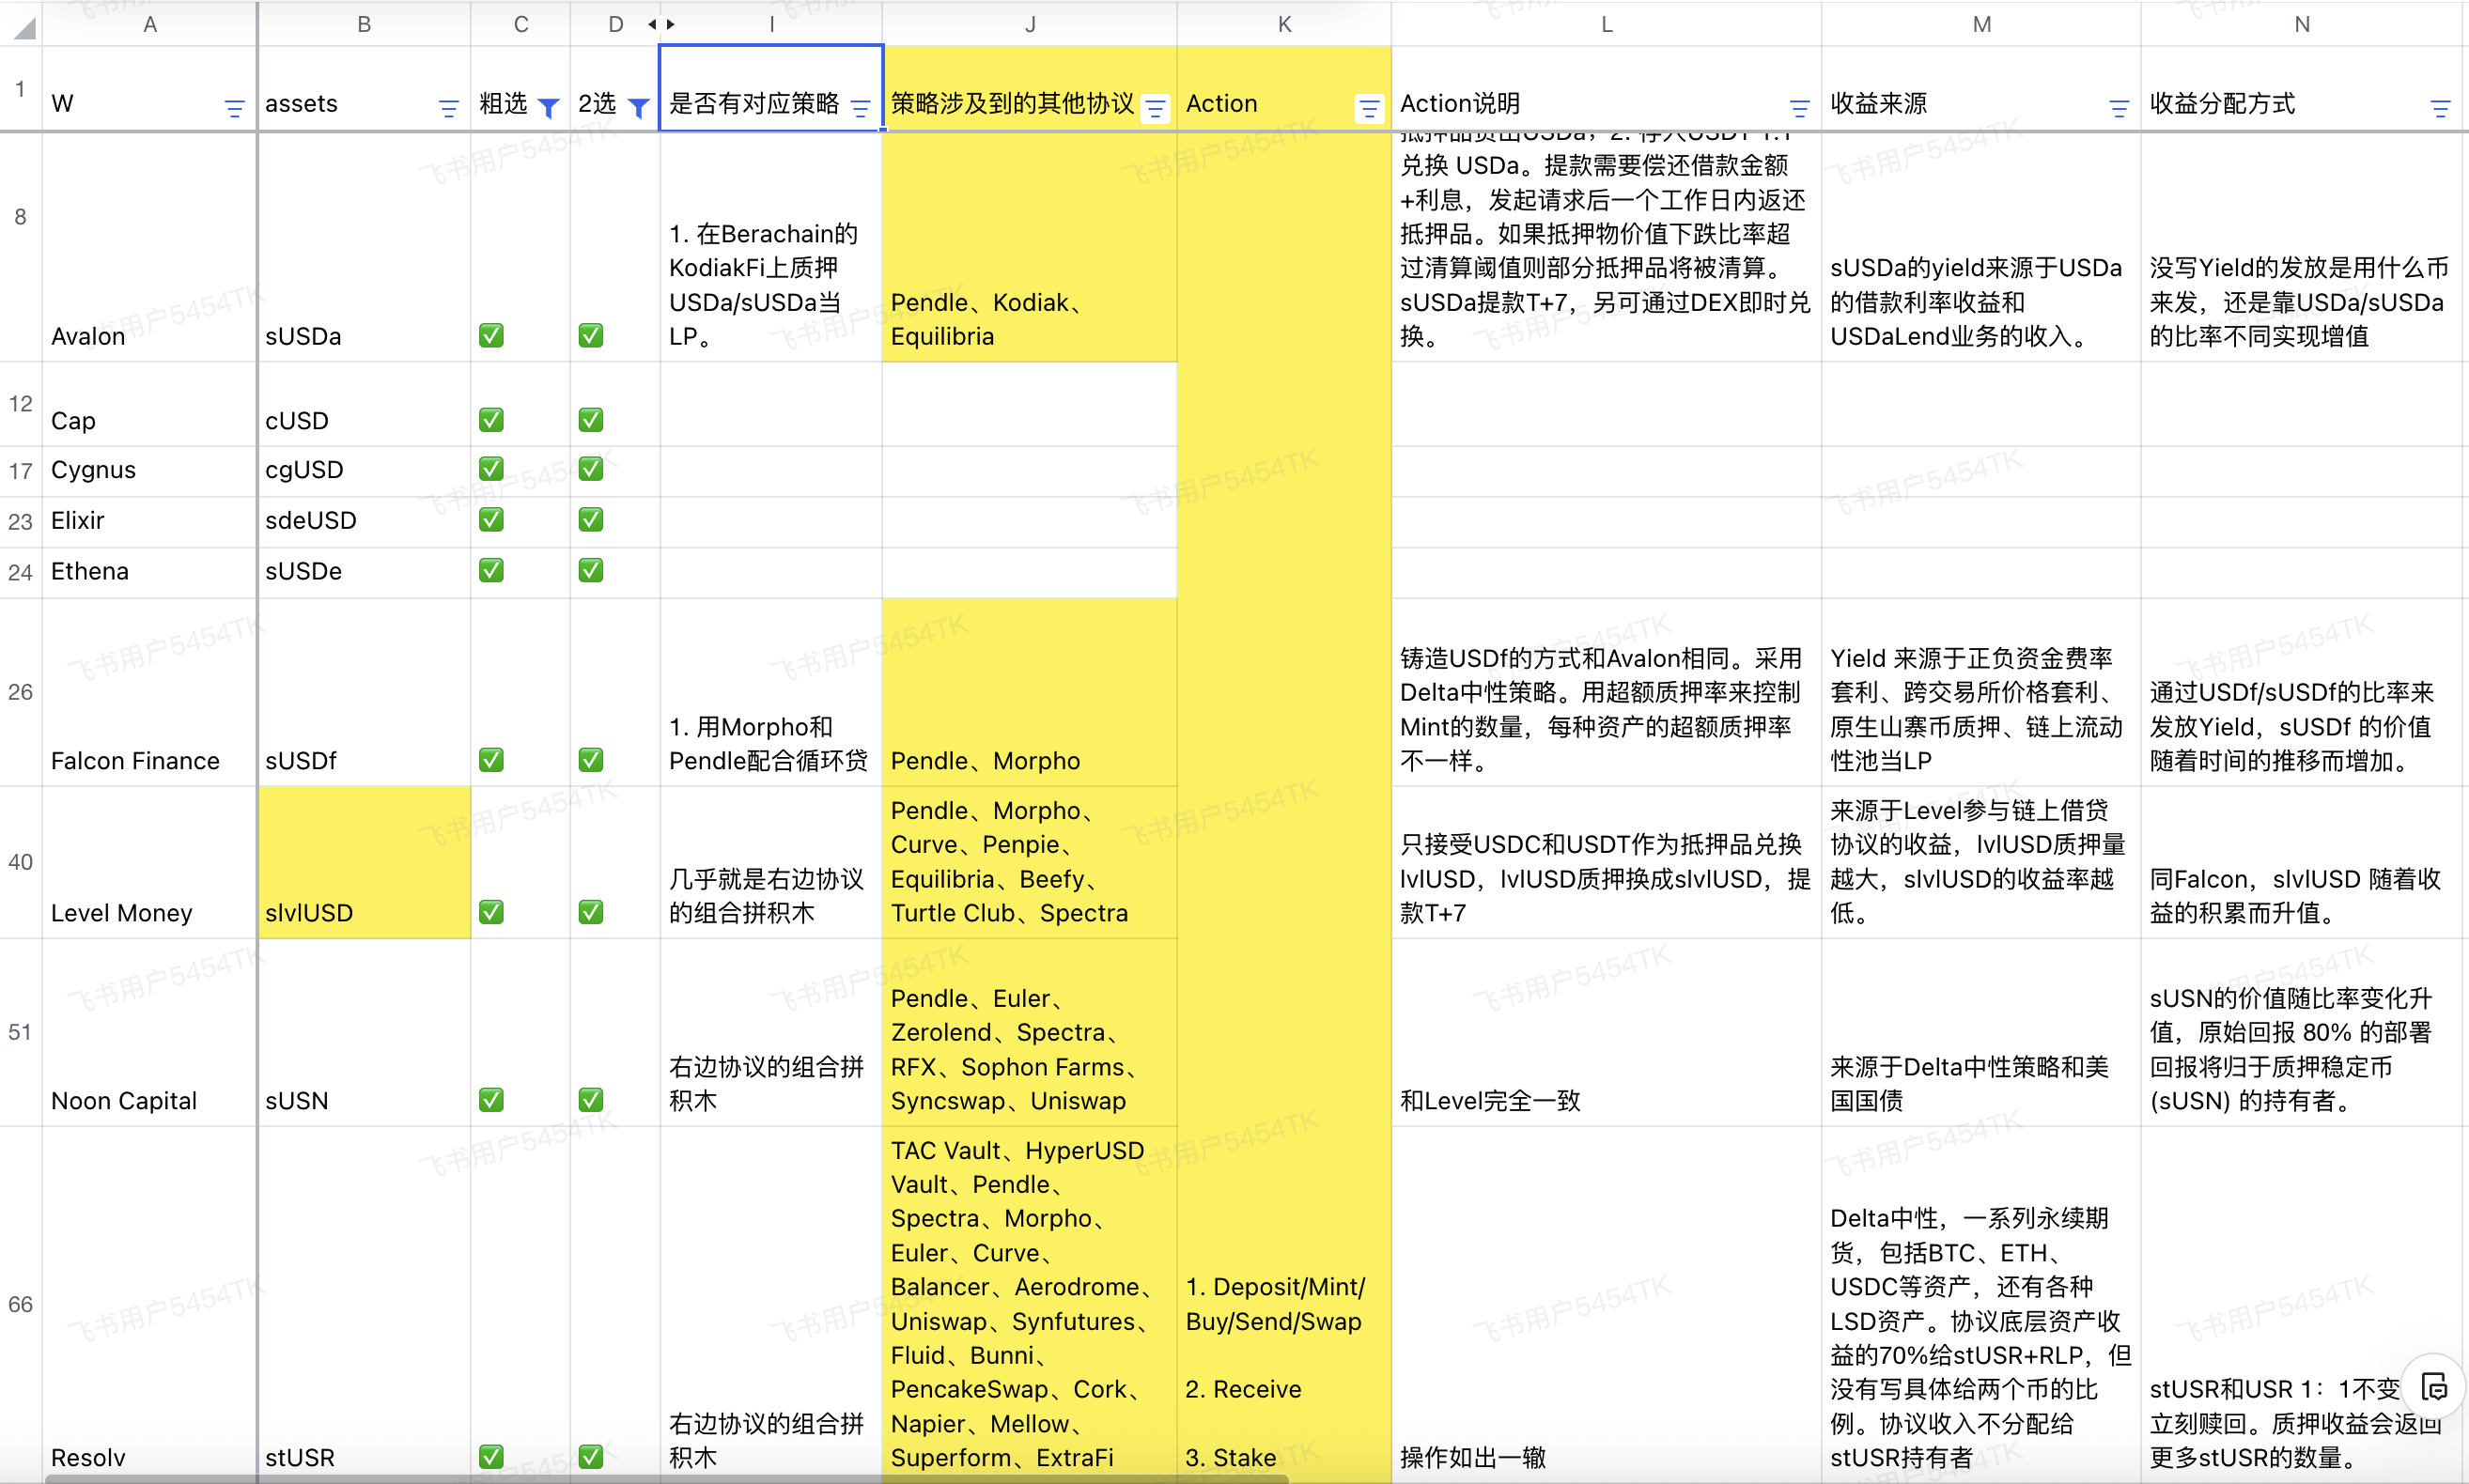 A B C D I J K L M N
1 W assets 粗选 2选 是否有对应策略 策略涉及到的其他协议 Action Action说明 收益来源 收益分配方式
8
Avalon
sUSDa
✅ ✅
1. 在Berachain的
KodiakFi上质押
USDa/sUSDa当
LP。
Pendle、Kodiak、
Equilibria
抵押品贷出USDa；2. 存入USDT 1:1
兑换 USDa。提款需要偿还借款金额
+利息，发起请求后一个工作日内返还
抵押品。如果抵押物价值下跌比率超
过清算阈值则部分抵押品将被清算。
sUSDa提款T+7，另可通过DEX即时兑
换。
sUSDa的yield来源于USDa
的借款利率收益和
USDaLend业务的收入。
没写Yield的发放是用什么币
来发，还是靠USDa/sUSDa
的比率不同实现增值
12 Cap cUSD ✅ ✅
17 Cygnus cgUSD ✅ ✅
23 Elixir sdeUSD ✅ ✅
24 Ethena sUSDe ✅ ✅
26
Falcon Finance
sUSDf
✅ ✅
1. 用Morpho和
Pendle配合循环贷
Pendle、Morpho
铸造USDf的方式和Avalon相同。采用
Delta中性策略。用超额质押率来控制
Mint的数量，每种资产的超额质押率
不一样。
Yield 来源于正负资金费率
套利、跨交易所价格套利、
原生山寨币质押、链上流动
性池当LP
通过USDf/sUSDf的比率来
发放Yield，sUSDf 的价值
随着时间的推移而增加。
40
Level Money
slvlUSD
✅ ✅
几乎就是右边协议
的组合拼积木
Pendle、Morpho、
Curve、Penpie、
Equilibria、Beefy、
Turtle Club、Spectra
只接受USDC和USDT作为抵押品兑换
lvlUSD，lvlUSD质押换成slvlUSD，提
款T+7
来源于Level参与链上借贷
协议的收益，lvlUSD质押量
越大，slvlUSD的收益率越
低。
同Falcon，slvlUSD 随着收
益的积累而升值。
51
Noon Capital
sUSN
✅ ✅
右边协议的组合拼
积木
Pendle、Euler、
Zerolend、Spectra、
RFX、Sophon Farms、
Syncswap、Uniswap
和Level完全一致
来源于Delta中性策略和美
国国债
sUSN的价值随比率变化升
值，原始回报 80% 的部署
回报将归于质押稳定币
(sUSN) 的持有者。
66
Resolv
stUSR
✅ ✅
右边协议的组合拼
积木
TAC Vault、HyperUSD
Vault、Pendle、
Spectra、Morpho、
Euler、Curve、
Balancer、Aerodrome、
Uniswap、Synfutures、
Fluid、Bunni、
PencakeSwap、Cork、
Napier、Mellow、
Superform、ExtraFi
1. Deposit/Mint/
Buy/Send/Swap
2. Receive
3. Stake
操作如出一辙
Delta中性，一系列永续期
货，包括BTC、ETH、
USDC等资产，还有各种
LSD资产。协议底层资产收
益的70%给stUSR+RLP，但
没有写具体给两个币的比
例。协议收入不分配给
stUSR持有者
stUSR和USR 1：1不变
立刻赎回。质押收益会返回
更多stUSR的数量。
飞书用户5454TK